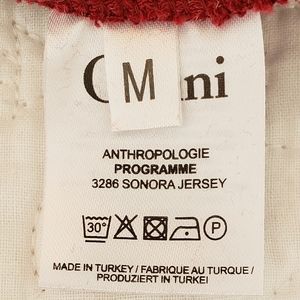 M
ANTHROPOLOGIE
PROGRAMME
3286 SONORA JERSEY
30°
P
MADE IN TURKEY / FABRIQUE AU TURQUE /
PRODUZIERT IN TURKEI